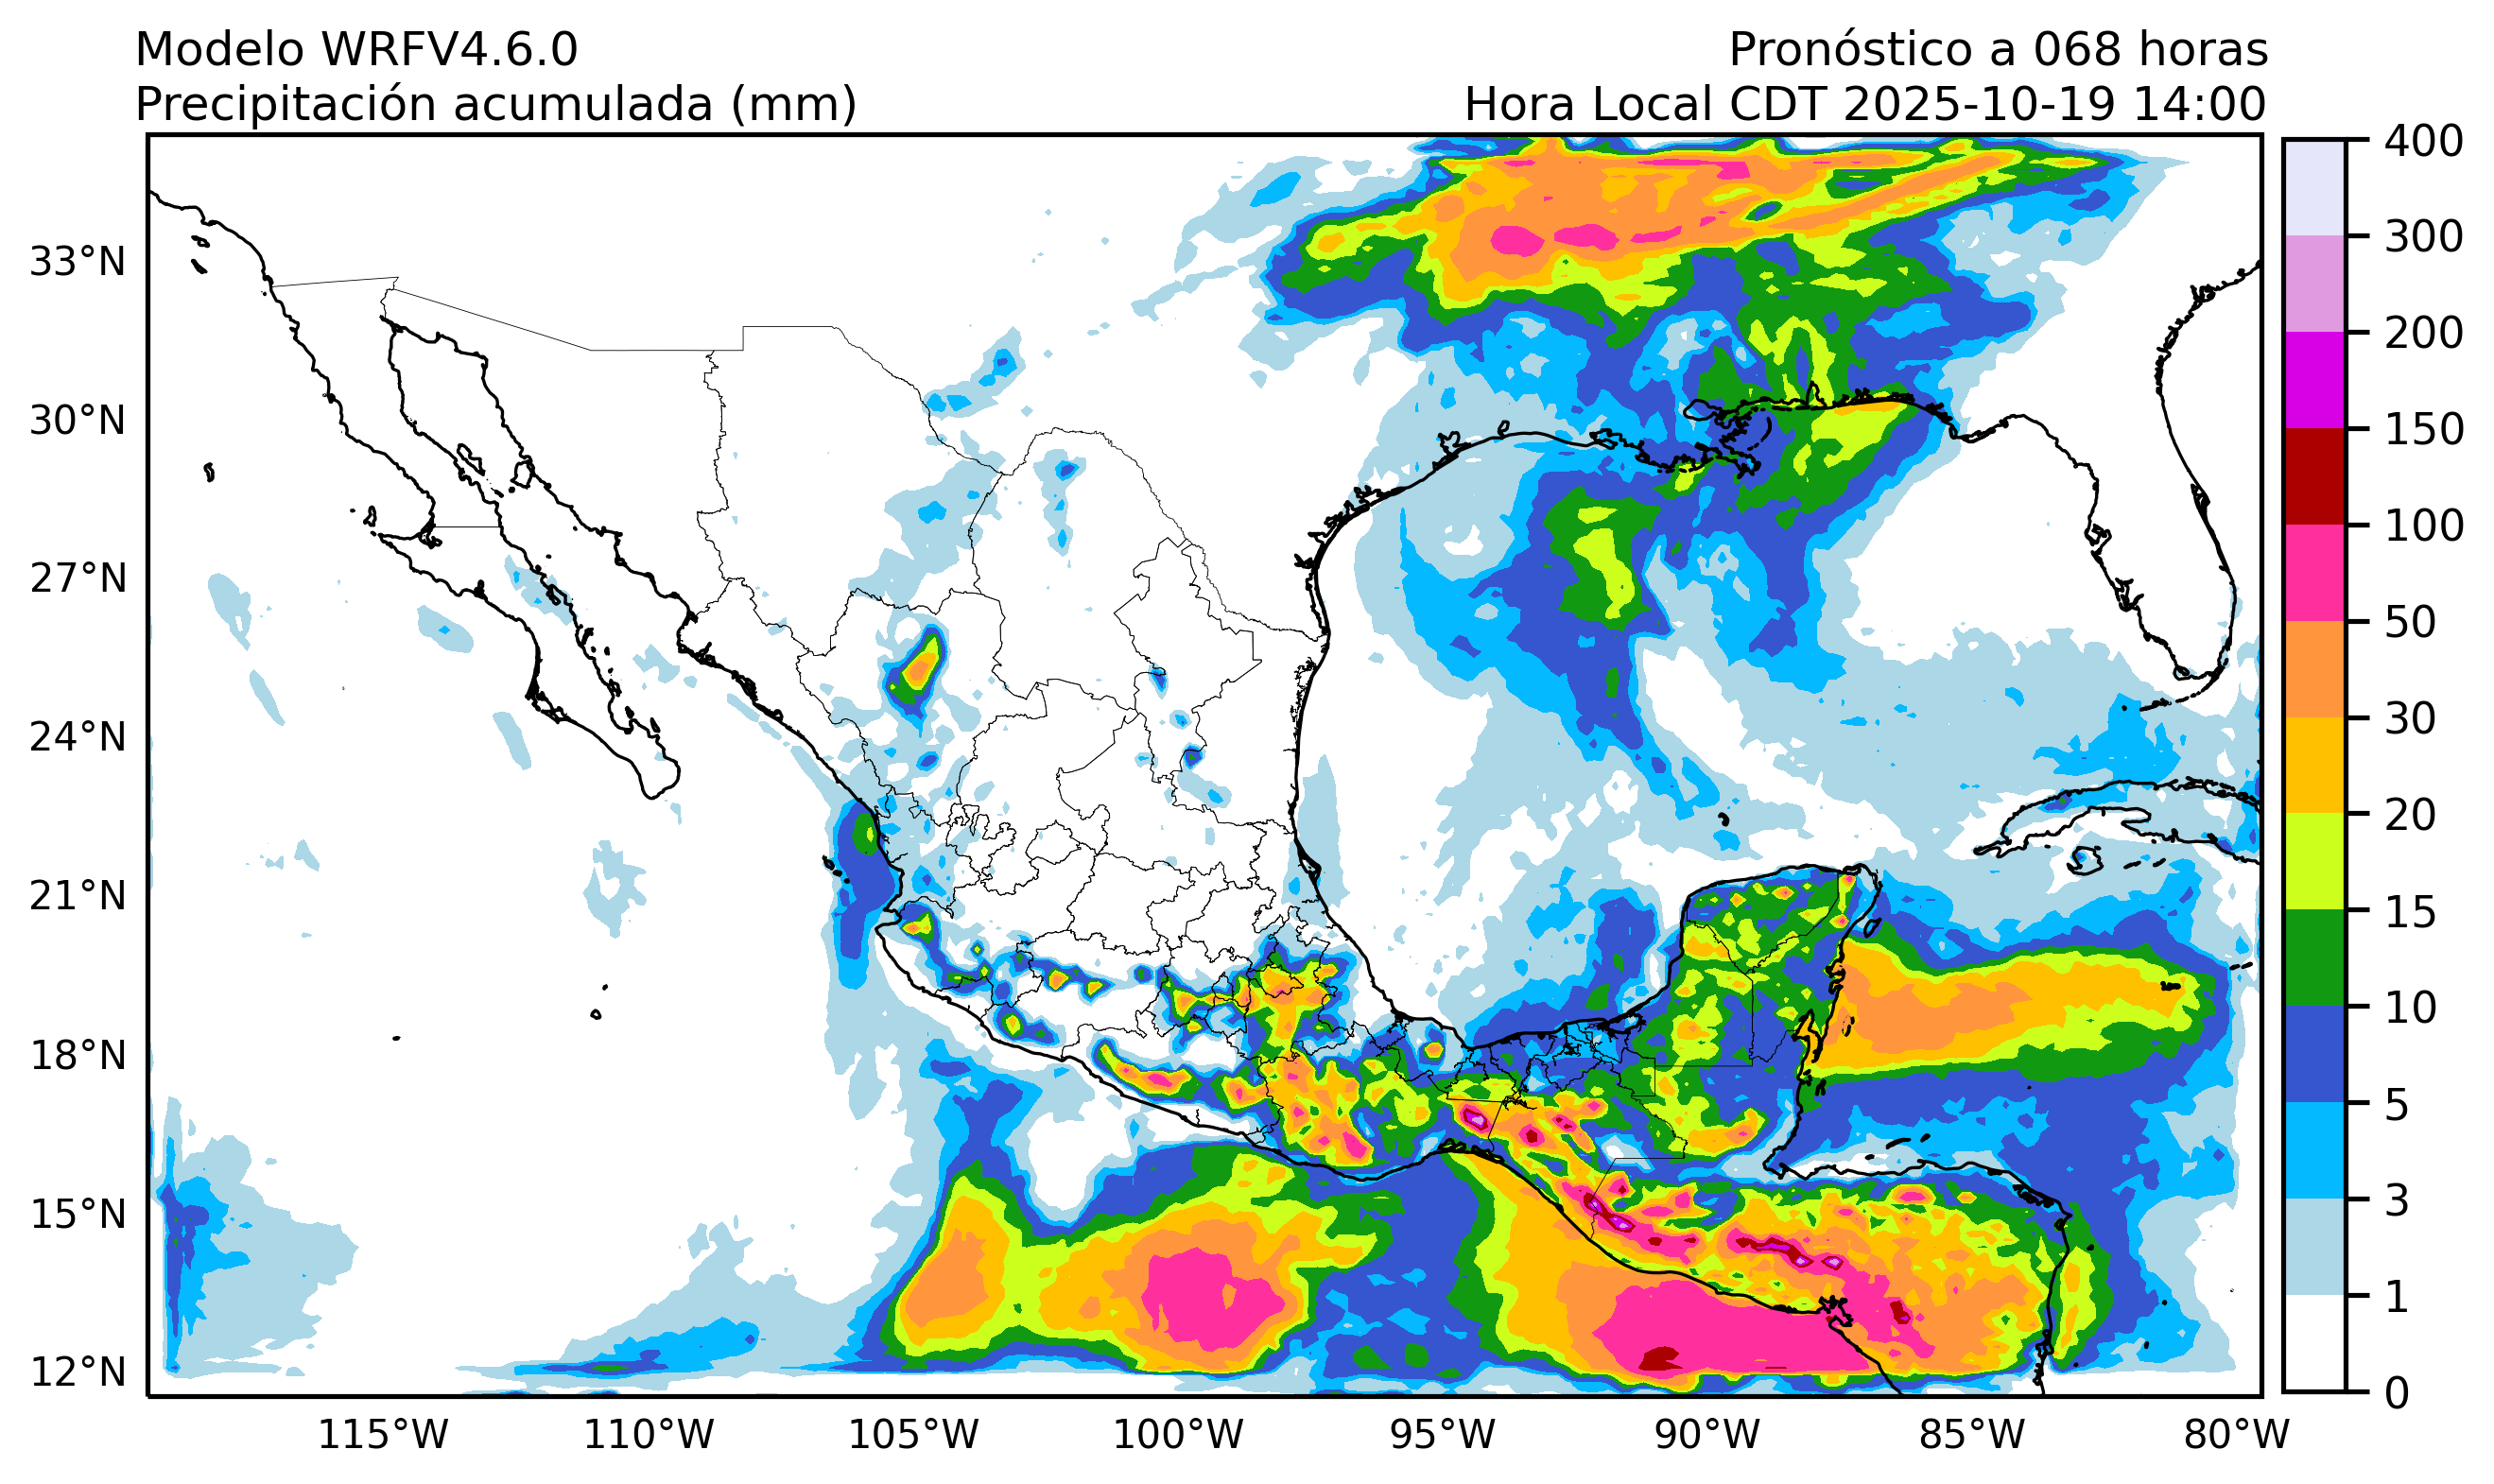 Modelo WRFV4.6.0
Pronóstico a 068 horas
Precipitación acumulada (mm)
Hora Local CDT 2025-10-19 14:00
33°N
30°N
27°N
24°N
21°N
18°N
15°N
12°N
115°W
110°W
105°W
100°W
95°W
90°W
85°W
80°W
400
300
200
150
100
50
30
20
15
10
5
3
1
0